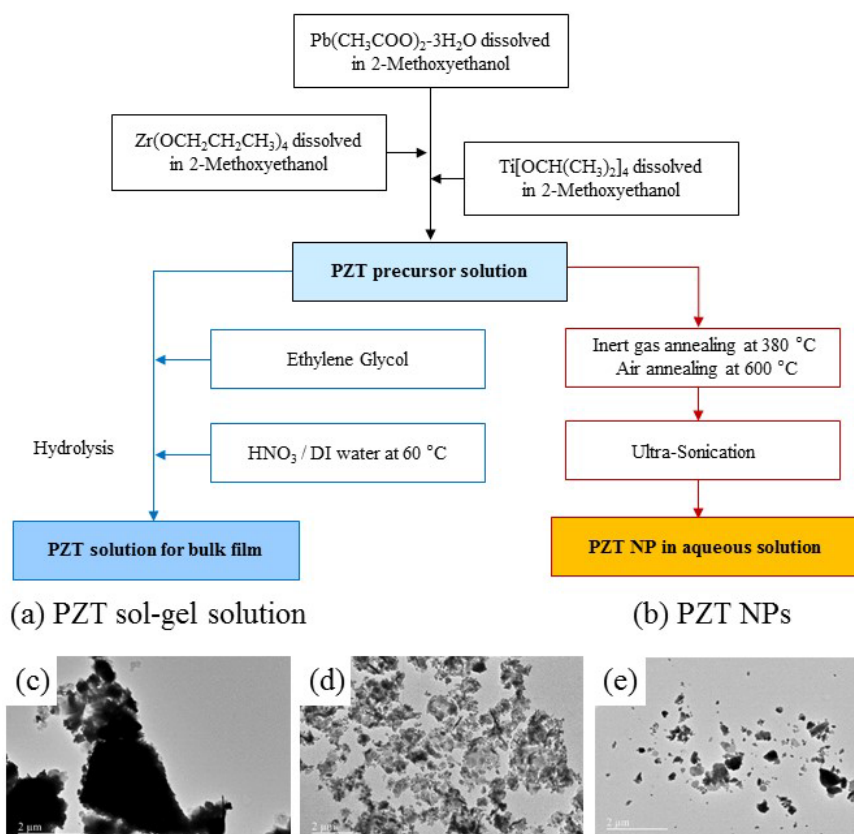 Pb(CH₃COO)₂-3H₂O dissolved
in 2-Methoxyethanol
Zr(OCH₂CH₂CH₃)₄ dissolved
in 2-Methoxyethanol
Ti[OCH(CH₃)₂]₄ dissolved
in 2-Methoxyethanol
PZT precursor solution
Ethylene Glycol
Inert gas annealing at 380 °C
Air annealing at 600 °C
Hydrolysis
HNO₃ / DI water at 60 °C
Ultra-Sonication
PZT solution for bulk film
PZT NP in aqueous solution
(a) PZT sol-gel solution
(b) PZT NPs
(c)
(d)
(e)
2 μm
2 μm
2 μm